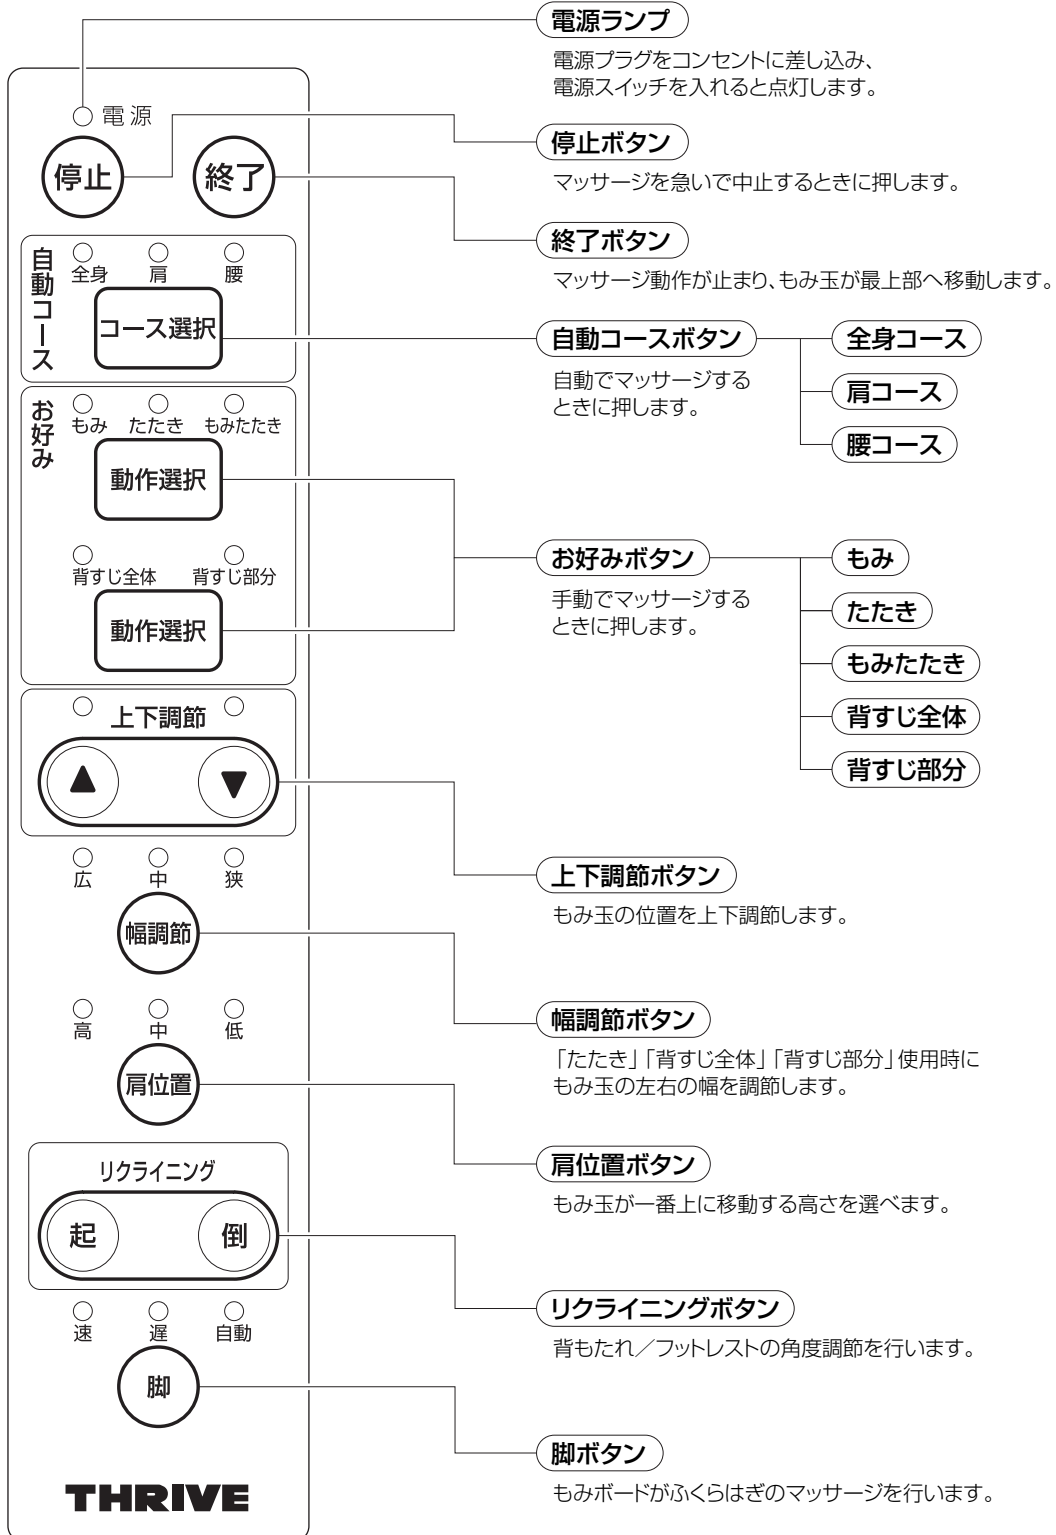 電源ランプ
電源プラグをコンセントに差し込み、
電源スイッチを入れると点灯します。
電源
停止
終了
停止ボタン
マッサージを急いで中止するときに押します。
終了ボタン
マッサージ動作が止まり、もみ玉が最上部へ移動します。
自動コース
全身
肩
腰
コース選択
自動コースボタン
自動でマッサージする
ときに押します。
全身コース
肩コース
腰コース
お好み
もみ
たたき
もみたたき
動作選択
背すじ全体
背すじ部分
動作選択
お好みボタン
手動でマッサージする
ときに押します。
もみ
たたき
もみたたき
背すじ全体
背すじ部分
上下調節
▲
▼
上下調節ボタン
もみ玉の位置を上下調節します。
広
中
狭
幅調節
幅調節ボタン
「たたき」「背すじ全体」「背すじ部分」使用時に
もみ玉の左右の幅を調節します。
高
中
低
肩位置
肩位置ボタン
もみ玉が一番上に移動する高さを選べます。
リクライニング
起
倒
リクライニングボタン
背もたれ／フットレストの角度調節を行います。
速
遅
自動
脚
脚ボタン
もみボードがふくらはぎのマッサージを行います。
THRIVE